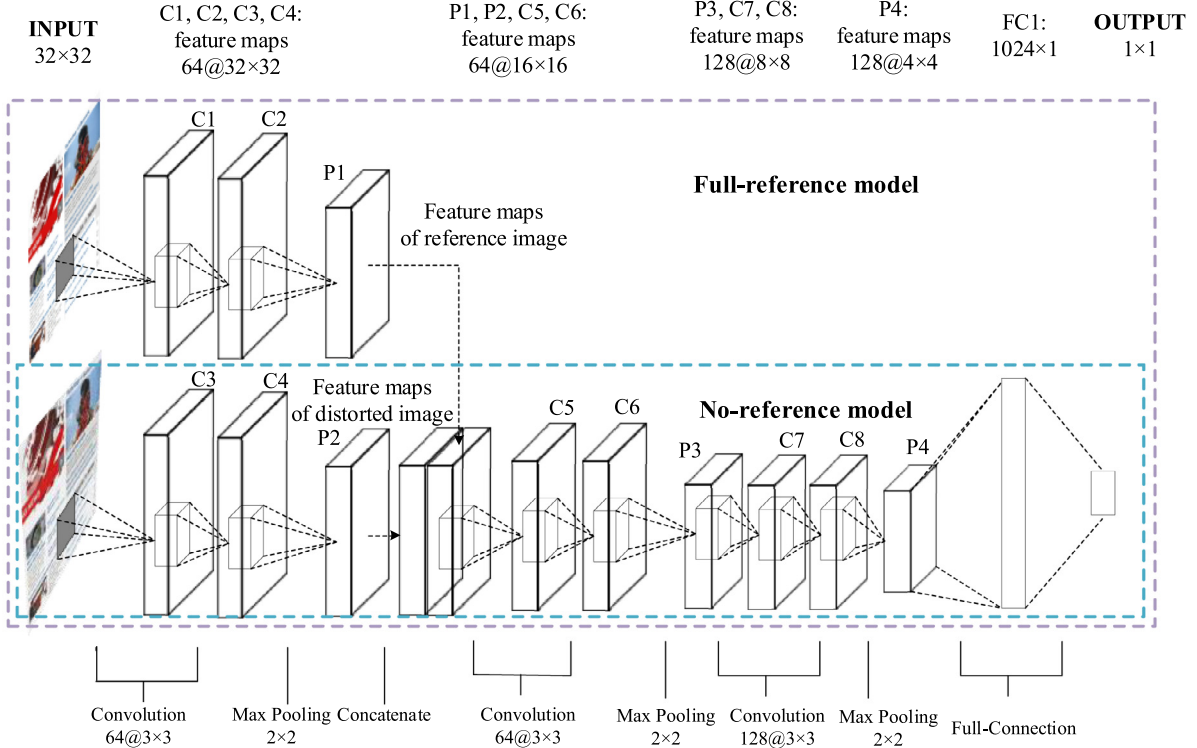 INPUT
32×32
C1, C2, C3, C4:
feature maps
64@32×32
P1, P2, C5, C6:
feature maps
64@16×16
P3, C7, C8:
feature maps
128@8×8
P4:
feature maps
128@4×4
FC1:
1024×1
OUTPUT
1×1
C1
C2
P1
Full-reference model
Feature maps
of reference image
C3
C4
Feature maps
of distorted image
P2
C5
C6
No-reference model
P3
C7
C8
P4
Convolution
64@3×3
Max Pooling
2×2
Concatenate
Convolution
64@3×3
Max Pooling
2×2
Convolution
128@3×3
Max Pooling
2×2
Full-Connection